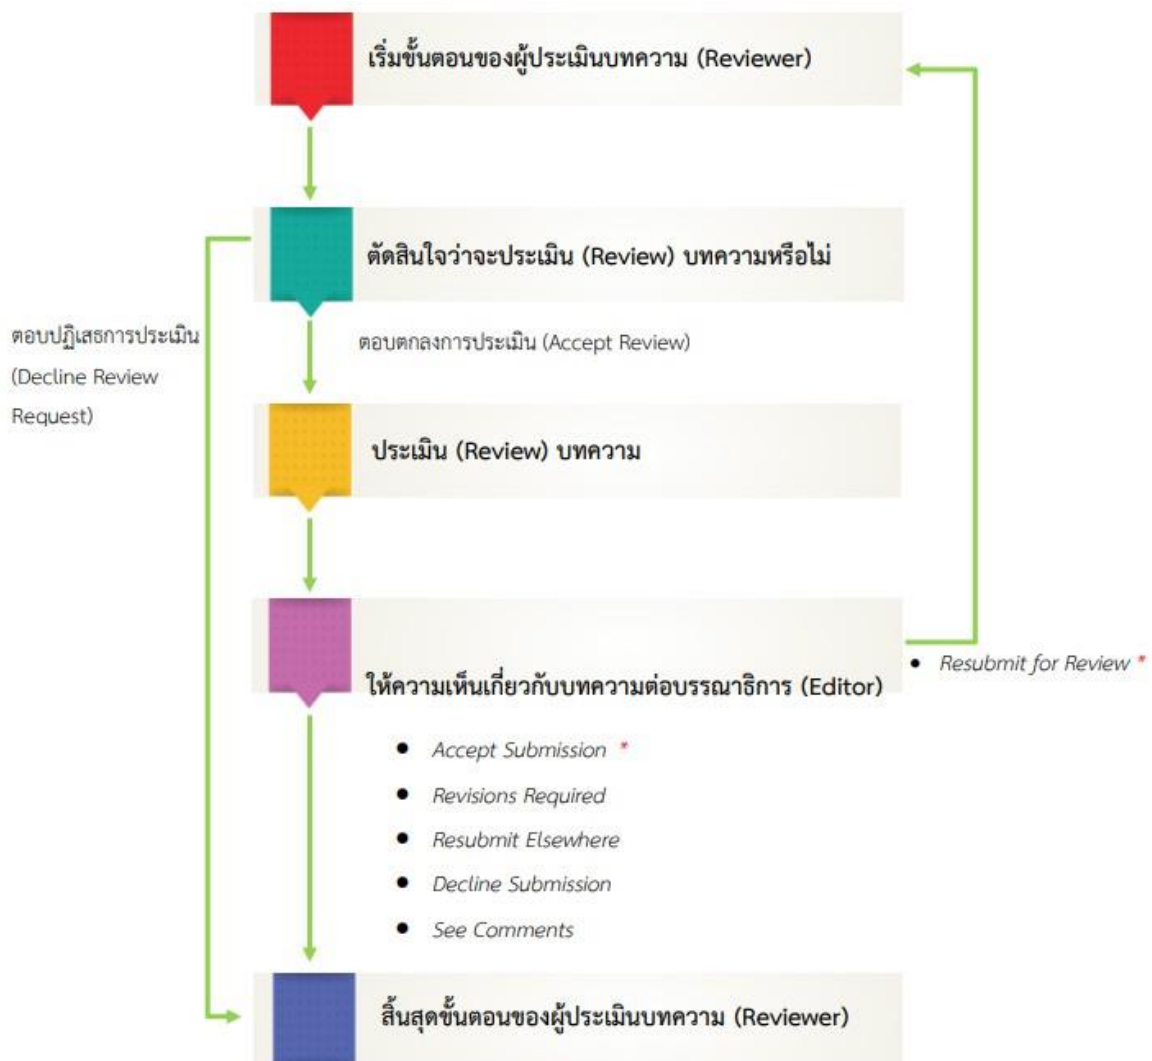 เริ่มขั้นตอนของผู้ประเมินบทความ (Reviewer)
ตัดสินใจว่าจะประเมิน (Review) บทความหรือไม่
ตอบปฏิเสธการประเมิน
(Decline Review
Request)
ตอบตกลงการประเมิน (Accept Review)
ประเมิน (Review) บทความ
ให้ความเห็นเกี่ยวกับบทความต่อบรรณาธิการ (Editor)
• Resubmit for Review *
• Accept Submission *
• Revisions Required
• Resubmit Elsewhere
• Decline Submission
• See Comments
สิ้นสุดขั้นตอนของผู้ประเมินบทความ (Reviewer)